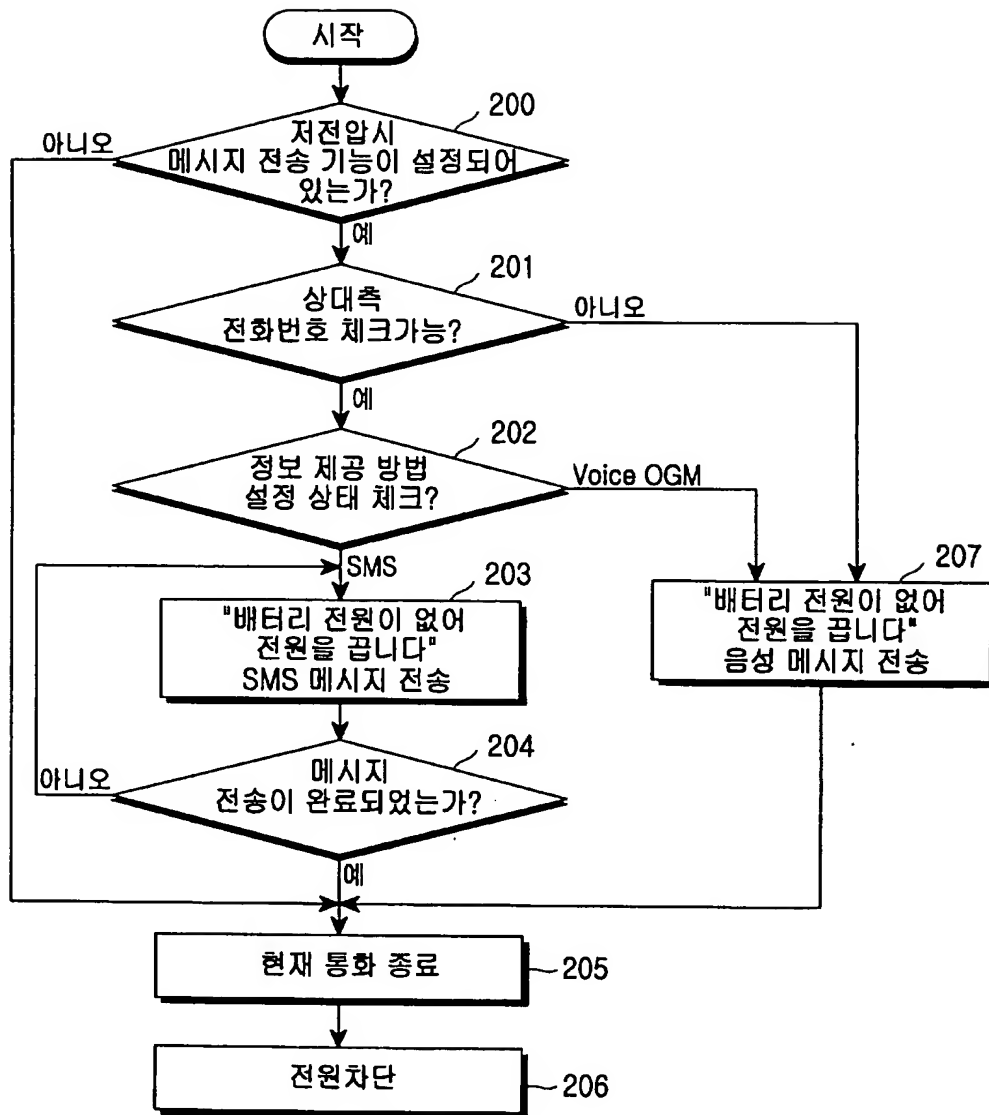 시작
200
아니오
저전압시
메시지 전송 기능이 설정되어
있는가?
예
201
상대측
전화번호 체크가능?
아니오
예
202
정보 제공 방법
설정 상태 체크?
Voice OGM
SMS
203
"배터리 전원이 없어
전원을 끕니다"
SMS 메시지 전송
207
"배터리 전원이 없어
전원을 끕니다"
음성 메시지 전송
204
아니오
메시지
전송이 완료되었는가?
예
현재 통화 종료
205
전원차단
206